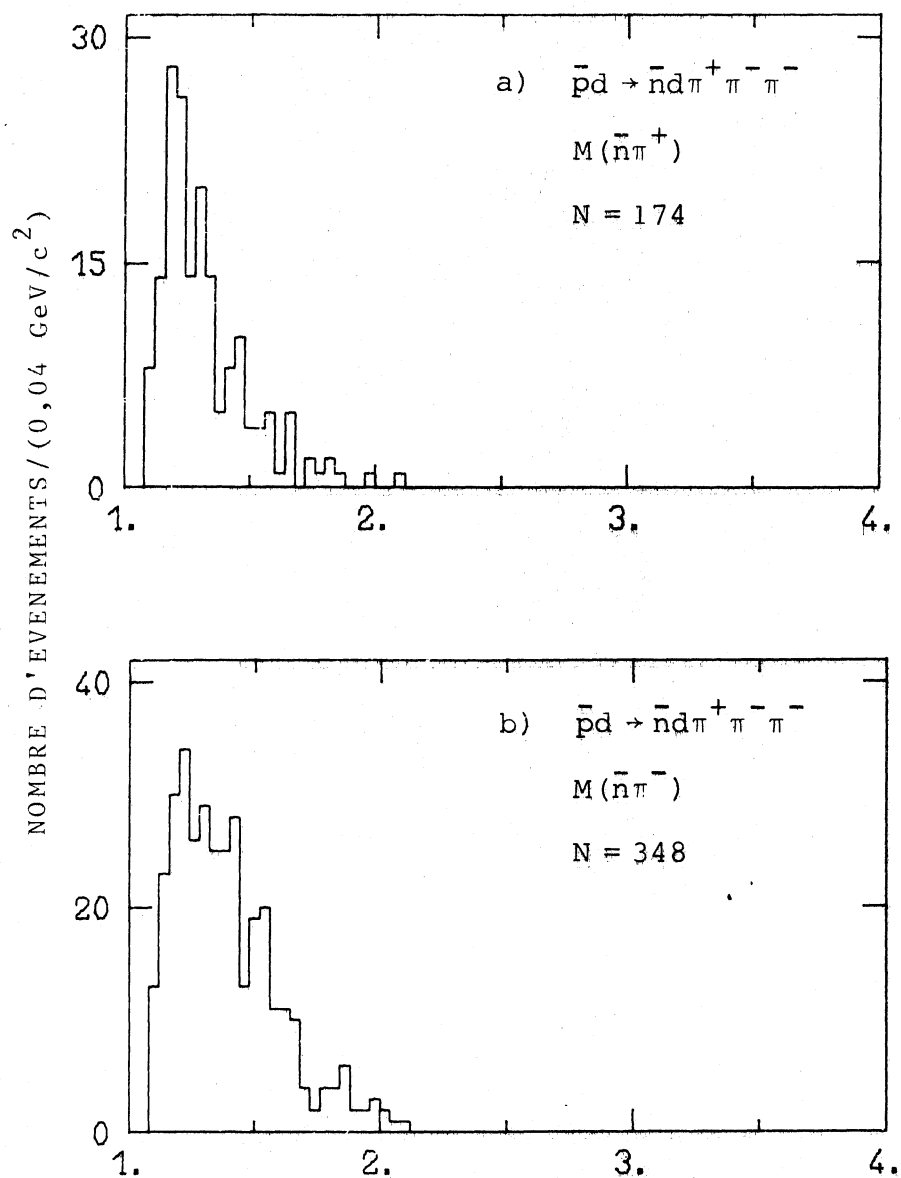 NOMBRE D'EVENEMENTS/(0,04 GeV/c²)
30
15
0
a) p̄d → n̄dπ⁺π⁻π⁻
M(n̄π⁺)
N = 174
1. 2. 3. 4.
40
20
0
b) p̄d → n̄dπ⁺π⁻π⁻
M(n̄π⁻)
N = 348
1. 2. 3. 4.